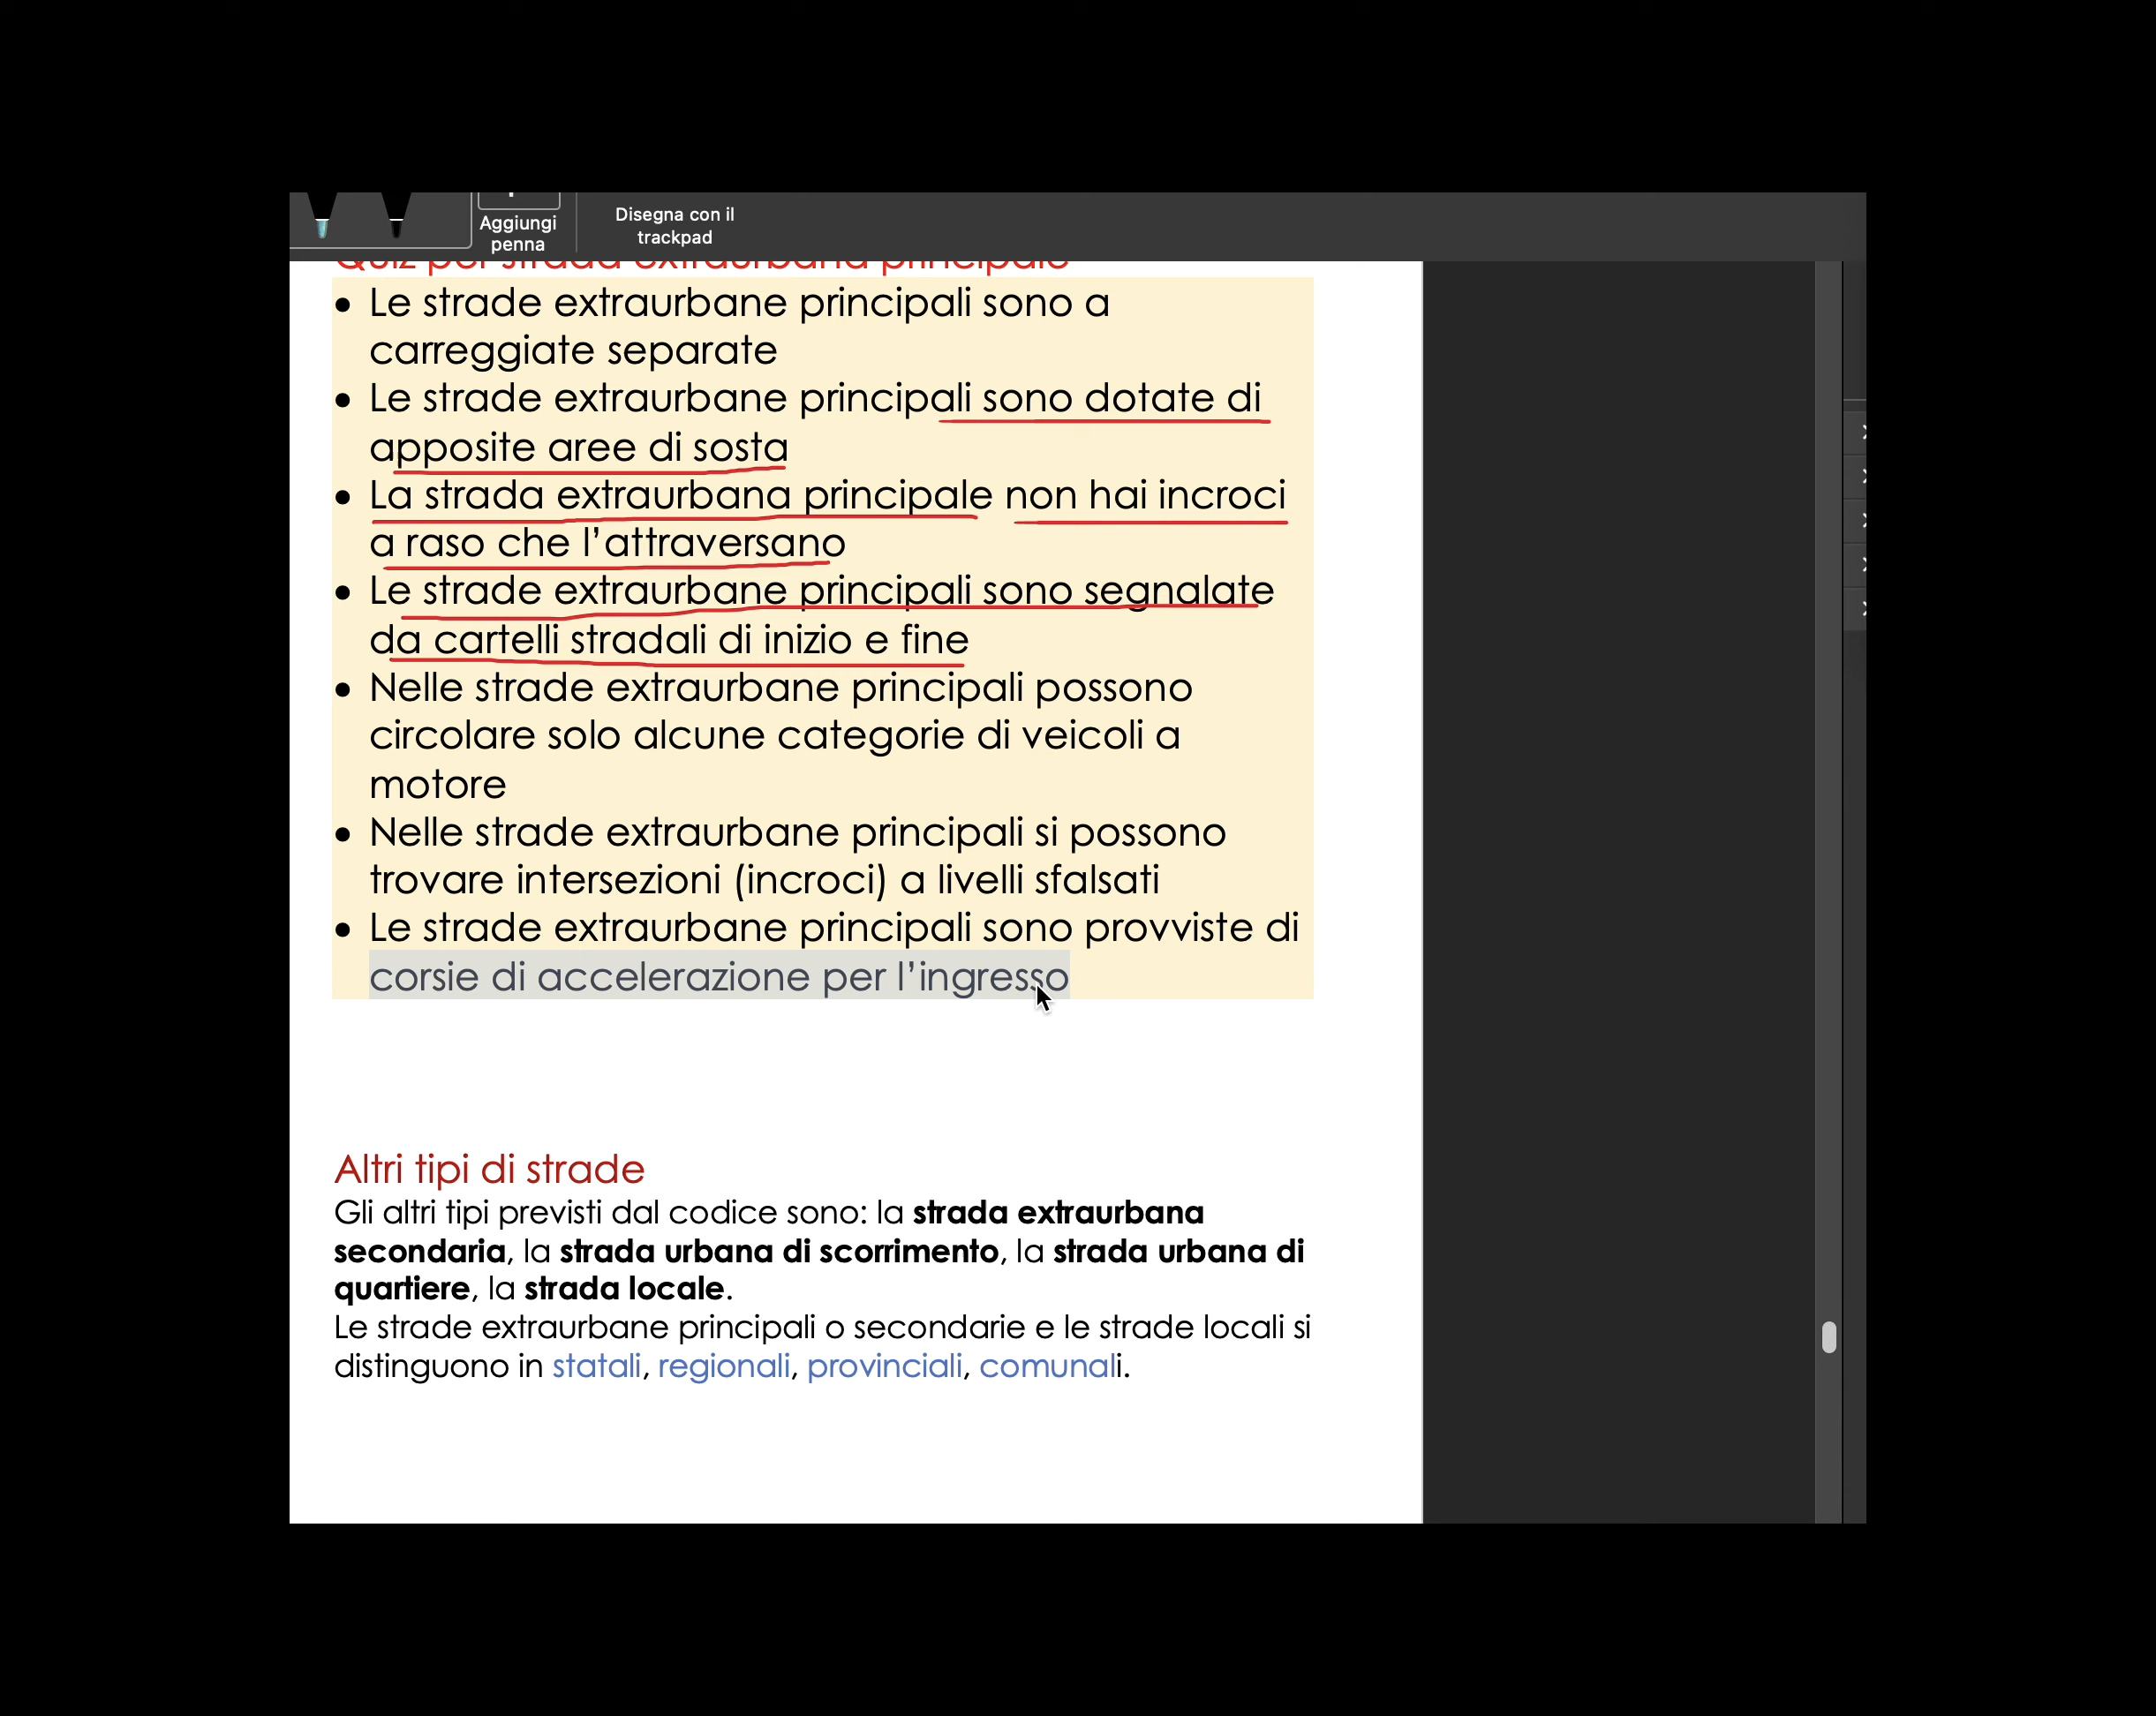 Aggiungi
penna
Disegna con il
trackpad
Quiz per strada extraurbana principale
• Le strade extraurbane principali sono a
carreggiate separate
• Le strade extraurbane principali sono dotate di
apposite aree di sosta
• La strada extraurbana principale non hai incroci
a raso che l’attraversano
• Le strade extraurbane principali sono segnalate
da cartelli stradali di inizio e fine
• Nelle strade extraurbane principali possono
circolare solo alcune categorie di veicoli a
motore
• Nelle strade extraurbane principali si possono
trovare intersezioni (incroci) a livelli sfalsati
• Le strade extraurbane principali sono provviste di
corsie di accelerazione per l’ingresso
Altri tipi di strade
Gli altri tipi previsti dal codice sono: la strada extraurbana
secondaria, la strada urbana di scorrimento, la strada urbana di
quartiere, la strada locale.
Le strade extraurbane principali o secondarie e le strade locali si
distinguono in statali, regionali, provinciali, comunali.